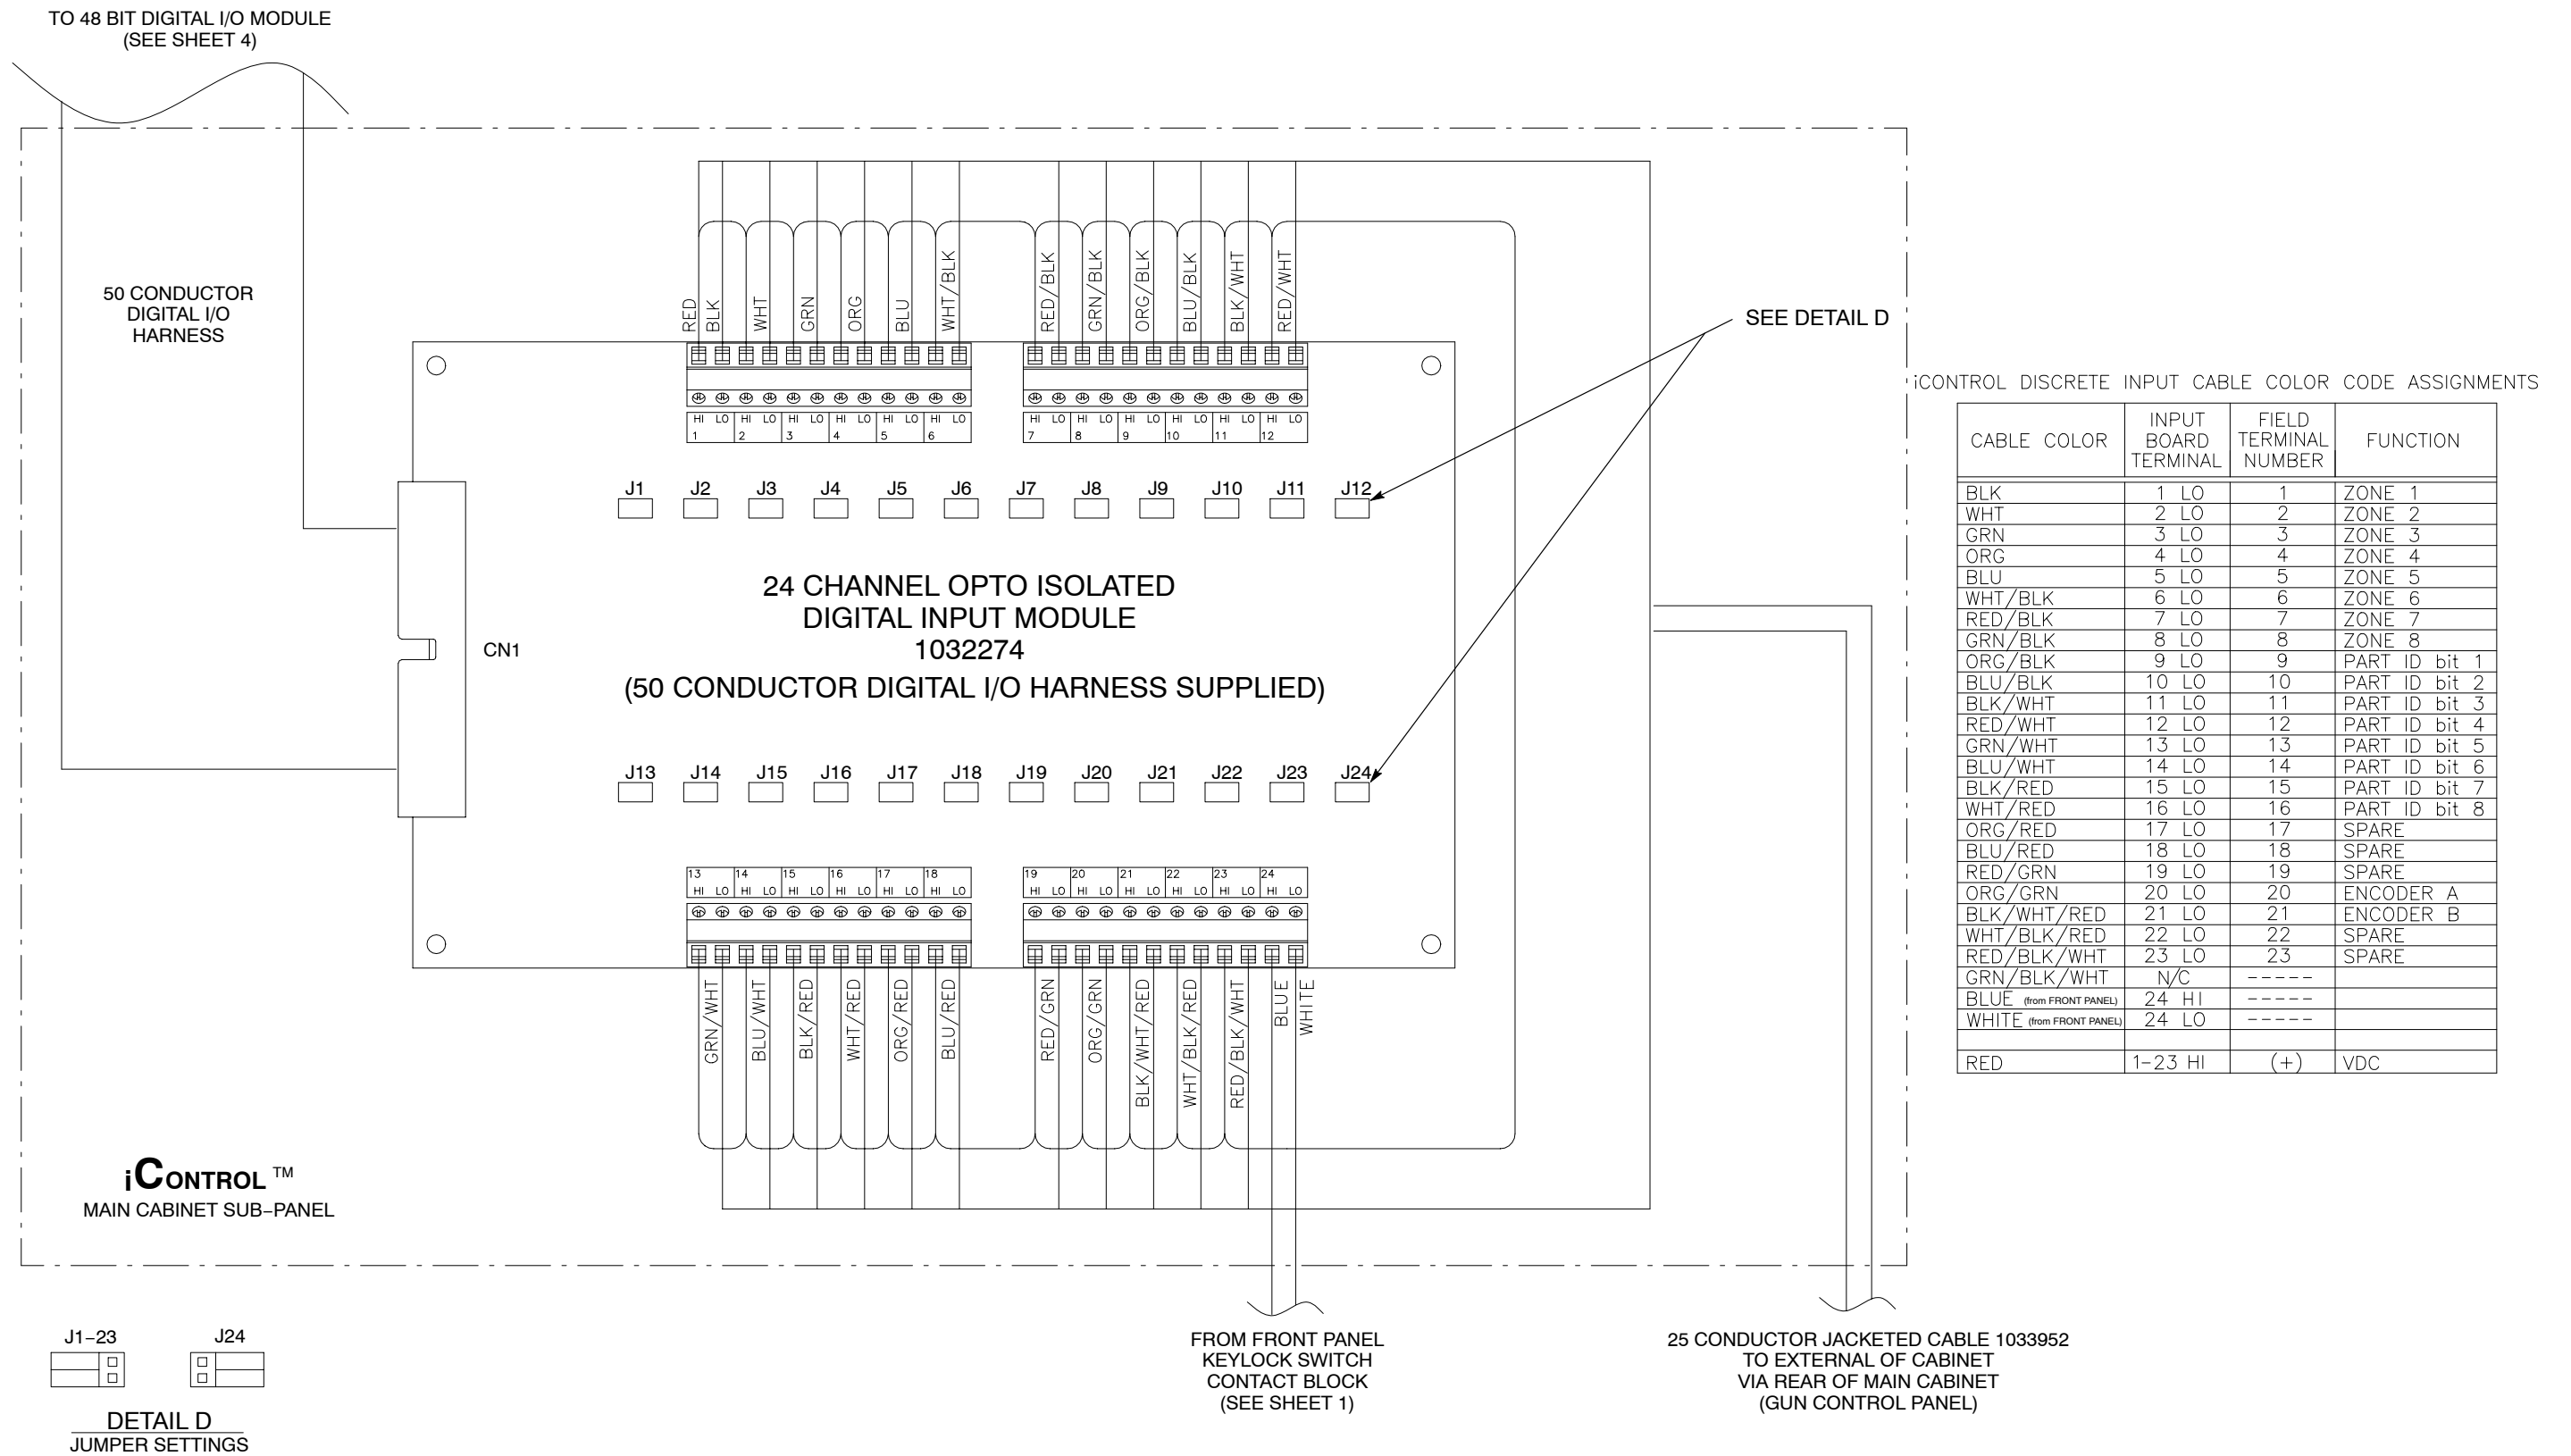 TO 48 BIT DIGITAL I/O MODULE
(SEE SHEET 4)
50 CONDUCTOR
DIGITAL I/O
HARNESS
RED
BLK
WHT
GRN
ORG
BLU
WHT/BLK
RED/BLK
GRN/BLK
ORG/BLK
BLU/BLK
BLK/WHT
RED/WHT
SEE DETAIL D
HI LO HI LO HI LO HI LO HI LO HI LO
1 2 3 4 5 6
HI LO HI LO HI LO HI LO HI LO HI LO
7 8 9 10 11 12
J1 J2 J3 J4 J5 J6 J7 J8 J9 J10 J11 J12
24 CHANNEL OPTO ISOLATED
DIGITAL INPUT MODULE
1032274
(50 CONDUCTOR DIGITAL I/O HARNESS SUPPLIED)
CN1
J13 J14 J15 J16 J17 J18 J19 J20 J21 J22 J23 J24
13 14 15 16 17 18
HI LO HI LO HI LO HI LO HI LO HI LO
19 20 21 22 23 24
HI LO HI LO HI LO HI LO HI LO HI LO
GRN/WHT
BLU/WHT
BLK/RED
WHT/RED
ORG/RED
BLU/RED
RED/GRN
ORG/GRN
BLK/WHT/RED
WHT/BLK/RED
RED/BLK/WHT
BLUE
WHITE
iCONTROL ™
MAIN CABINET SUB-PANEL
iCONTROL DISCRETE INPUT CABLE COLOR CODE ASSIGNMENTS
CABLE COLOR INPUT BOARD TERMINAL FIELD TERMINAL NUMBER FUNCTION
BLK 1 LO 1 ZONE 1
WHT 2 LO 2 ZONE 2
GRN 3 LO 3 ZONE 3
ORG 4 LO 4 ZONE 4
BLU 5 LO 5 ZONE 5
WHT/BLK 6 LO 6 ZONE 6
RED/BLK 7 LO 7 ZONE 7
GRN/BLK 8 LO 8 ZONE 8
ORG/BLK 9 LO 9 PART ID bit 1
BLU/BLK 10 LO 10 PART ID bit 2
BLK/WHT 11 LO 11 PART ID bit 3
RED/WHT 12 LO 12 PART ID bit 4
GRN/WHT 13 LO 13 PART ID bit 5
BLU/WHT 14 LO 14 PART ID bit 6
BLK/RED 15 LO 15 PART ID bit 7
WHT/RED 16 LO 16 PART ID bit 8
ORG/RED 17 LO 17 SPARE
BLU/RED 18 LO 18 SPARE
RED/GRN 19 LO 19 SPARE
ORG/GRN 20 LO 20 ENCODER A
BLK/WHT/RED 21 LO 21 ENCODER B
WHT/BLK/RED 22 LO 22 SPARE
RED/BLK/WHT 23 LO 23 SPARE
GRN/BLK/WHT N/C -----
BLUE (from FRONT PANEL) 24 HI -----
WHITE (from FRONT PANEL) 24 LO -----
RED 1-23 HI (+) VDC
FROM FRONT PANEL
KEYLOCK SWITCH
CONTACT BLOCK
(SEE SHEET 1)
25 CONDUCTOR JACKETED CABLE 1033952
TO EXTERNAL OF CABINET
VIA REAR OF MAIN CABINET
(GUN CONTROL PANEL)
J1-23 J24
DETAIL D
JUMPER SETTINGS